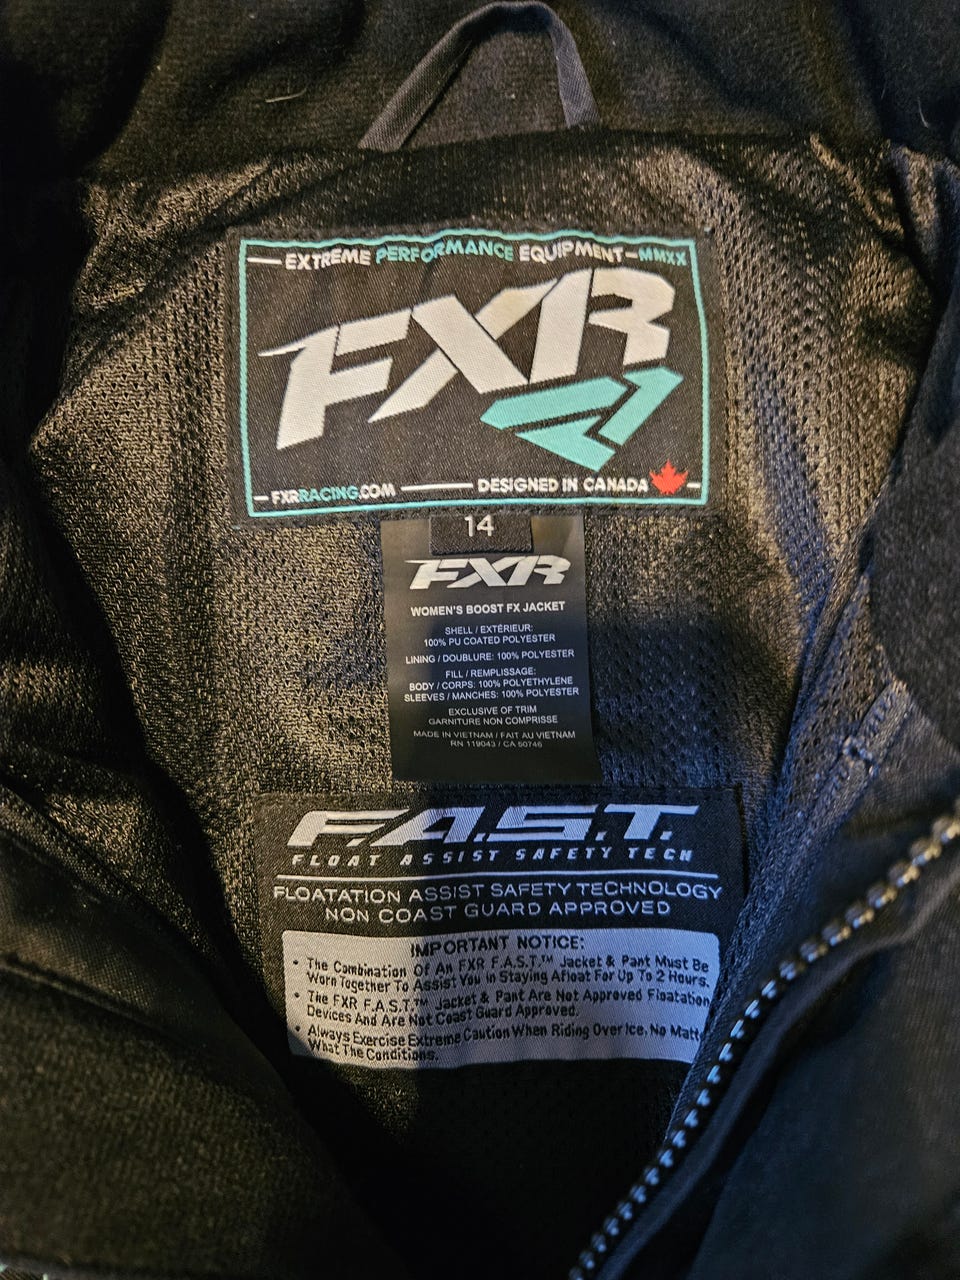 EXTREME PERFORMANCE EQUIPMENT-MMXX
FXR
FXRRACING.COM
DESIGNED IN CANADA
14
FXR
WOMEN'S BOOST FX JACKET
SHELL / EXTÉRIEUR:
100% PU COATED POLYESTER
LINING / DOUBLURE: 100% POLYESTER
FILL / REMPLISSAGE:
BODY / CORPS: 100% POLYETHYLENE
SLEEVES / MANCHES: 100% POLYESTER
EXCLUSIVE OF TRIM
GARNITURE NON COMPRISSE
MADE IN VIETNAM / FAIT AU VIETNAM
RN 119043 / CA 50746
F.A.S.T.
FLOAT ASSIST SAFETY TECH
FLOATATION ASSIST SAFETY TECHNOLOGY
NON COAST GUARD APPROVED
IMPORTANT NOTICE:
• The Combination Of An FXR F.A.S.T.™ Jacket & Pant Must Be
Worn Together To Assist You in Staying Afloat For Up To 2 Hours.
• The FXR F.A.S.T.™ Jacket & Pant Are Not Approved Floatation
Devices And Are Not Coast Guard Approved.
• Always Exercise Extreme Caution When Riding Over Ice, No Matt
What The Conditions.